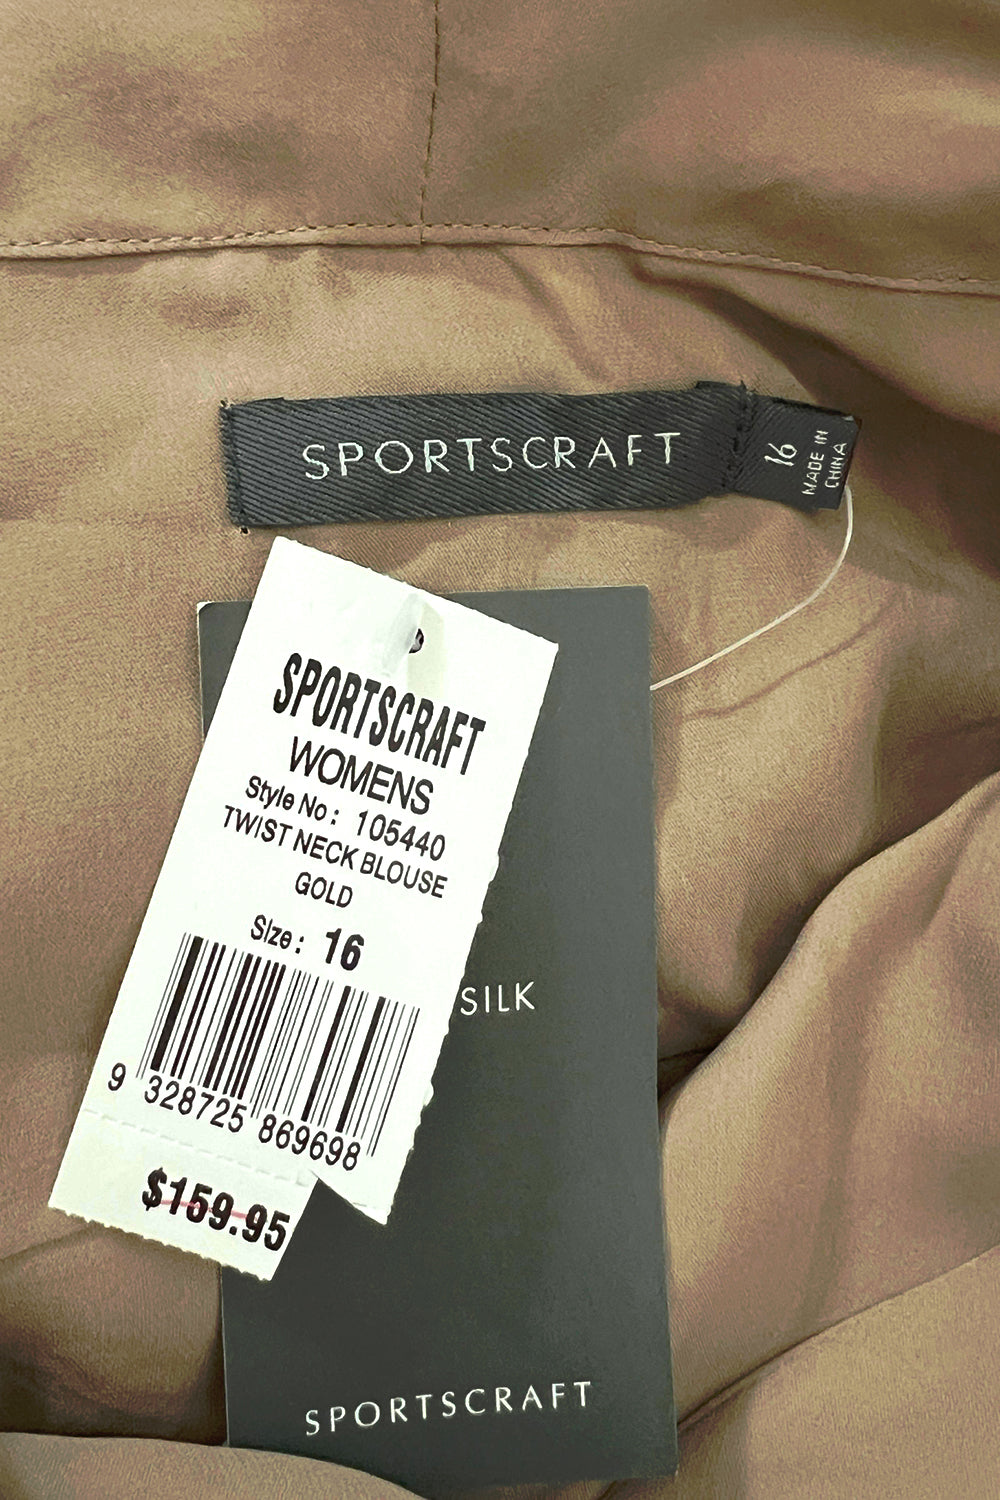 SPORTSCRAFT
16
MADE IN
CHINA
SPORTSCRAFT
WOMENS
Style No: 105440
TWIST NECK BLOUSE
GOLD
Size: 16
9 328725 869698
$159.95
SILK
SPORTSCRAFT